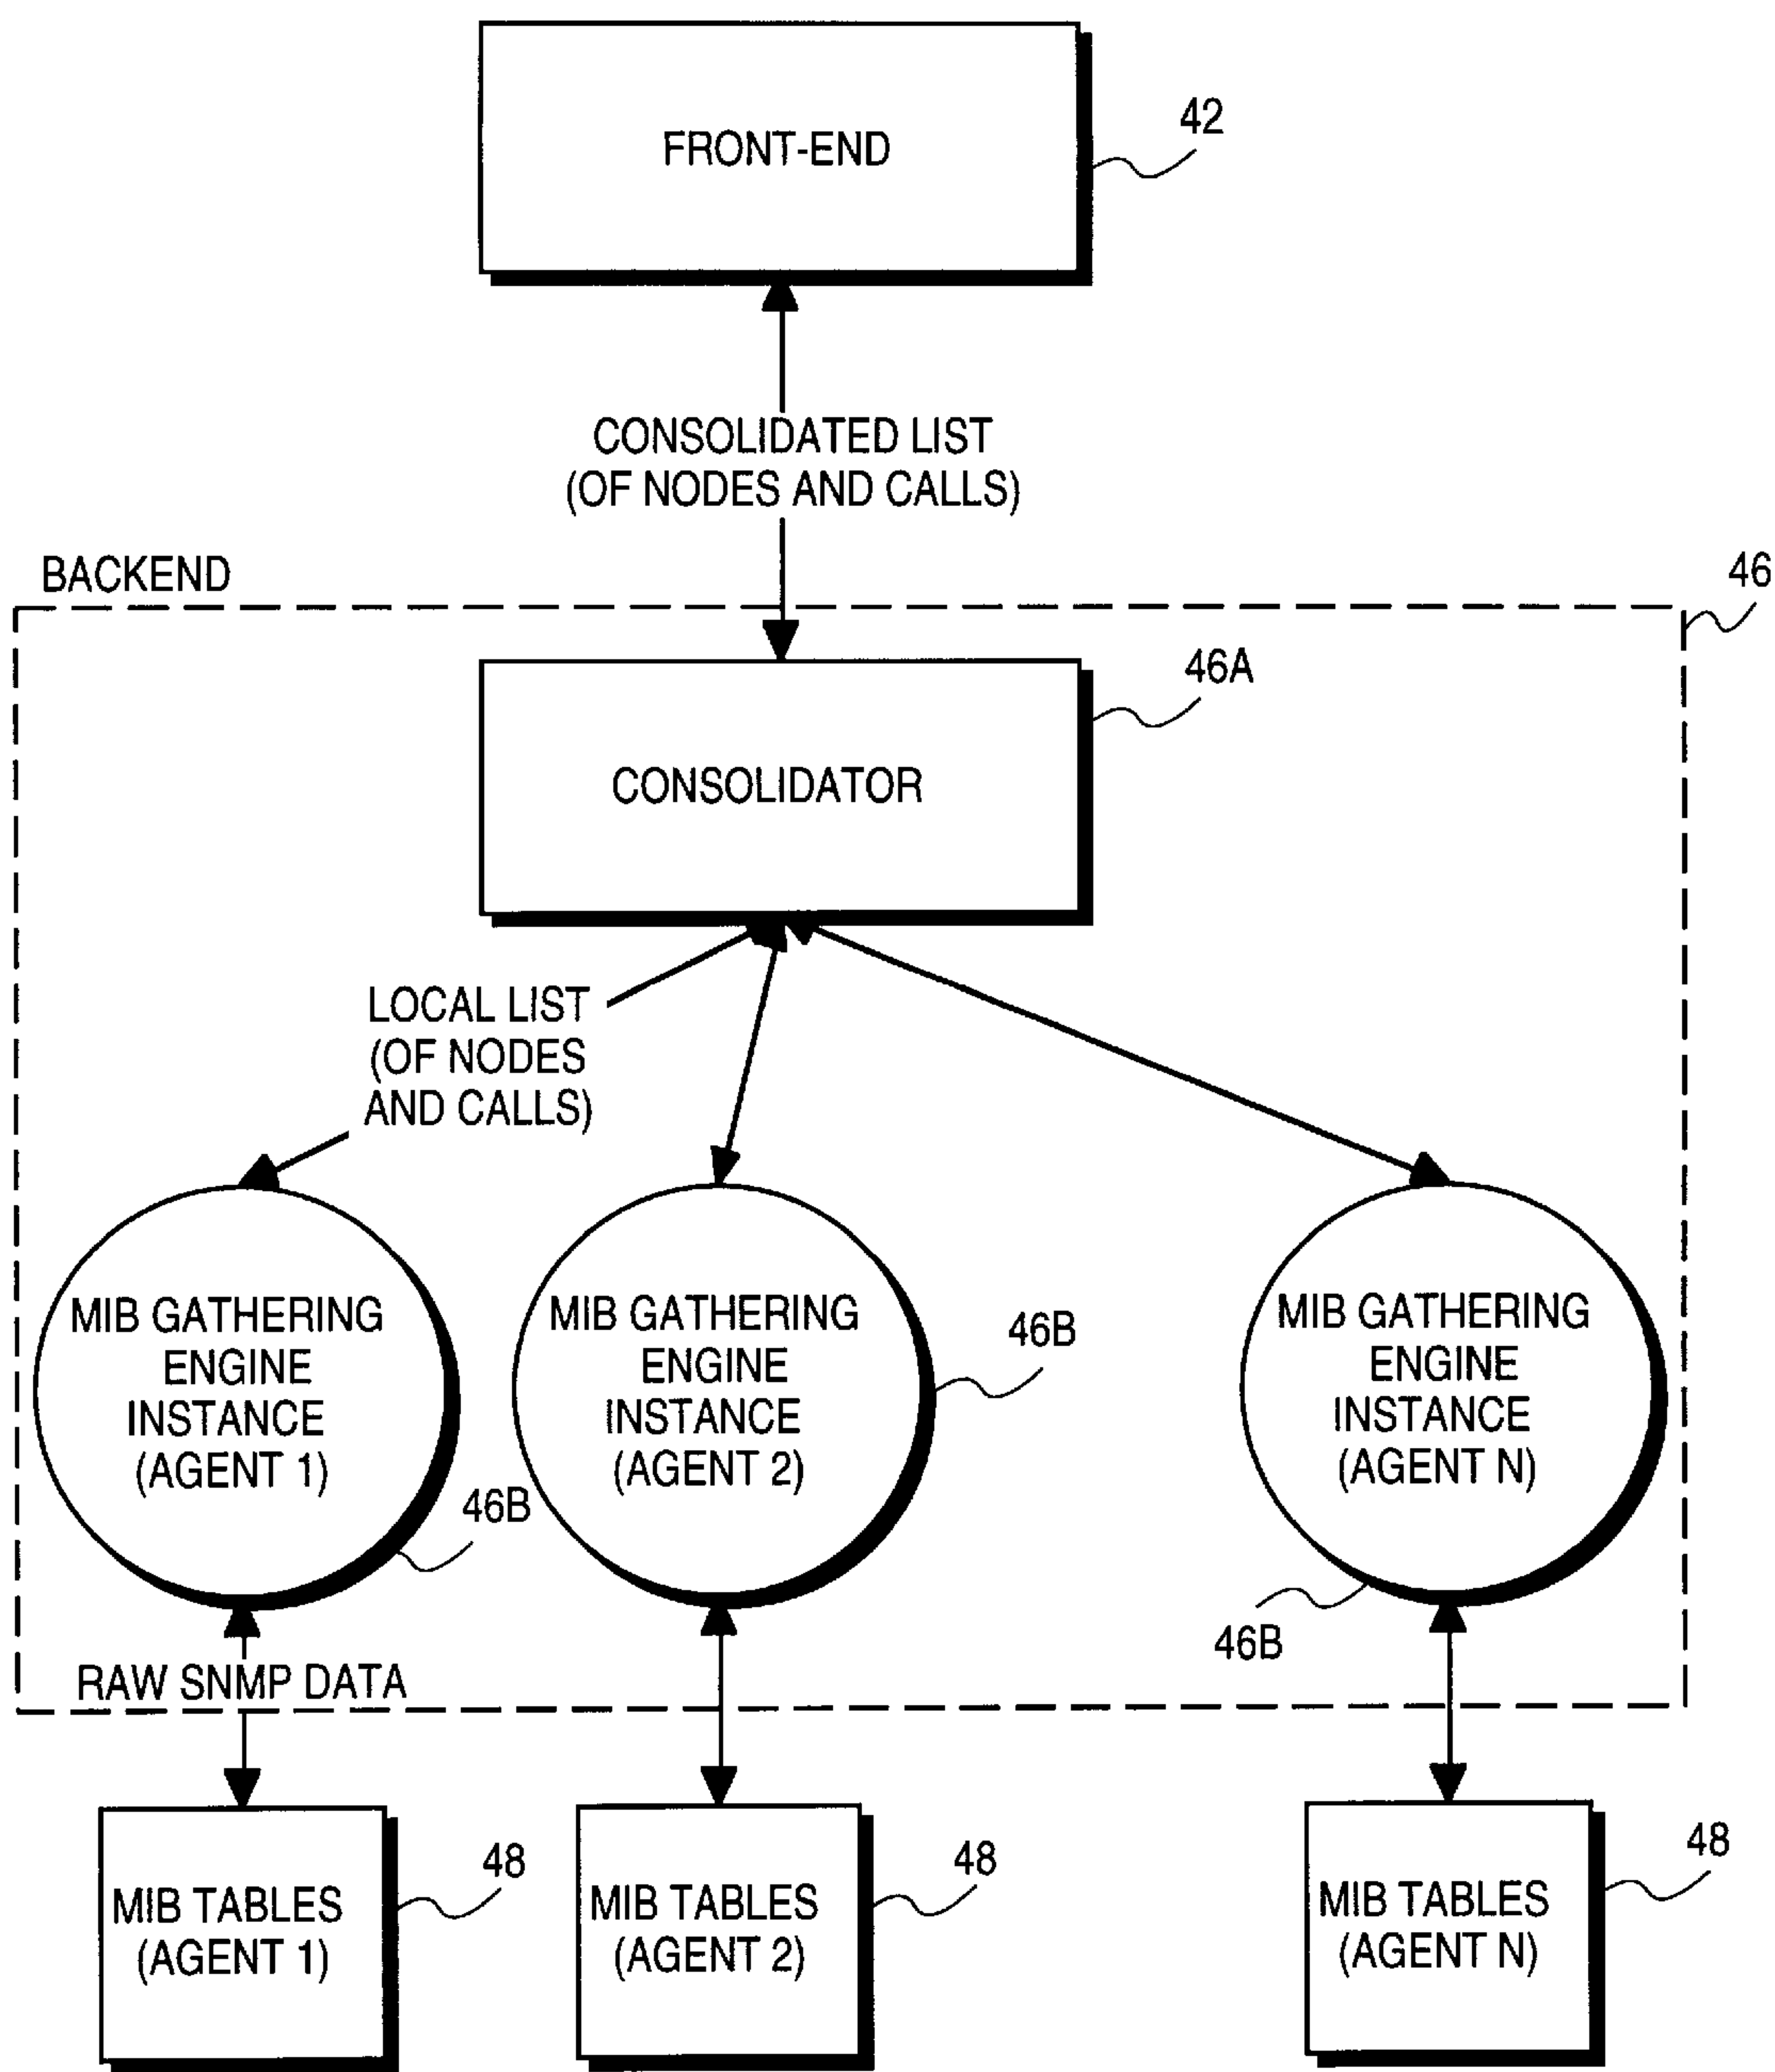 FRONT-END
42
CONSOLIDATED LIST
(OF NODES AND CALLS)
BACKEND
46
46A
CONSOLIDATOR
LOCAL LIST
(OF NODES
AND CALLS)
MIB GATHERING
ENGINE
INSTANCE
(AGENT 1)
46B
MIB GATHERING
ENGINE
INSTANCE
(AGENT 2)
46B
MIB GATHERING
ENGINE
INSTANCE
(AGENT N)
46B
RAW SNMP DATA
MIB TABLES
(AGENT 1)
48
MIB TABLES
(AGENT 2)
48
MIB TABLES
(AGENT N)
48